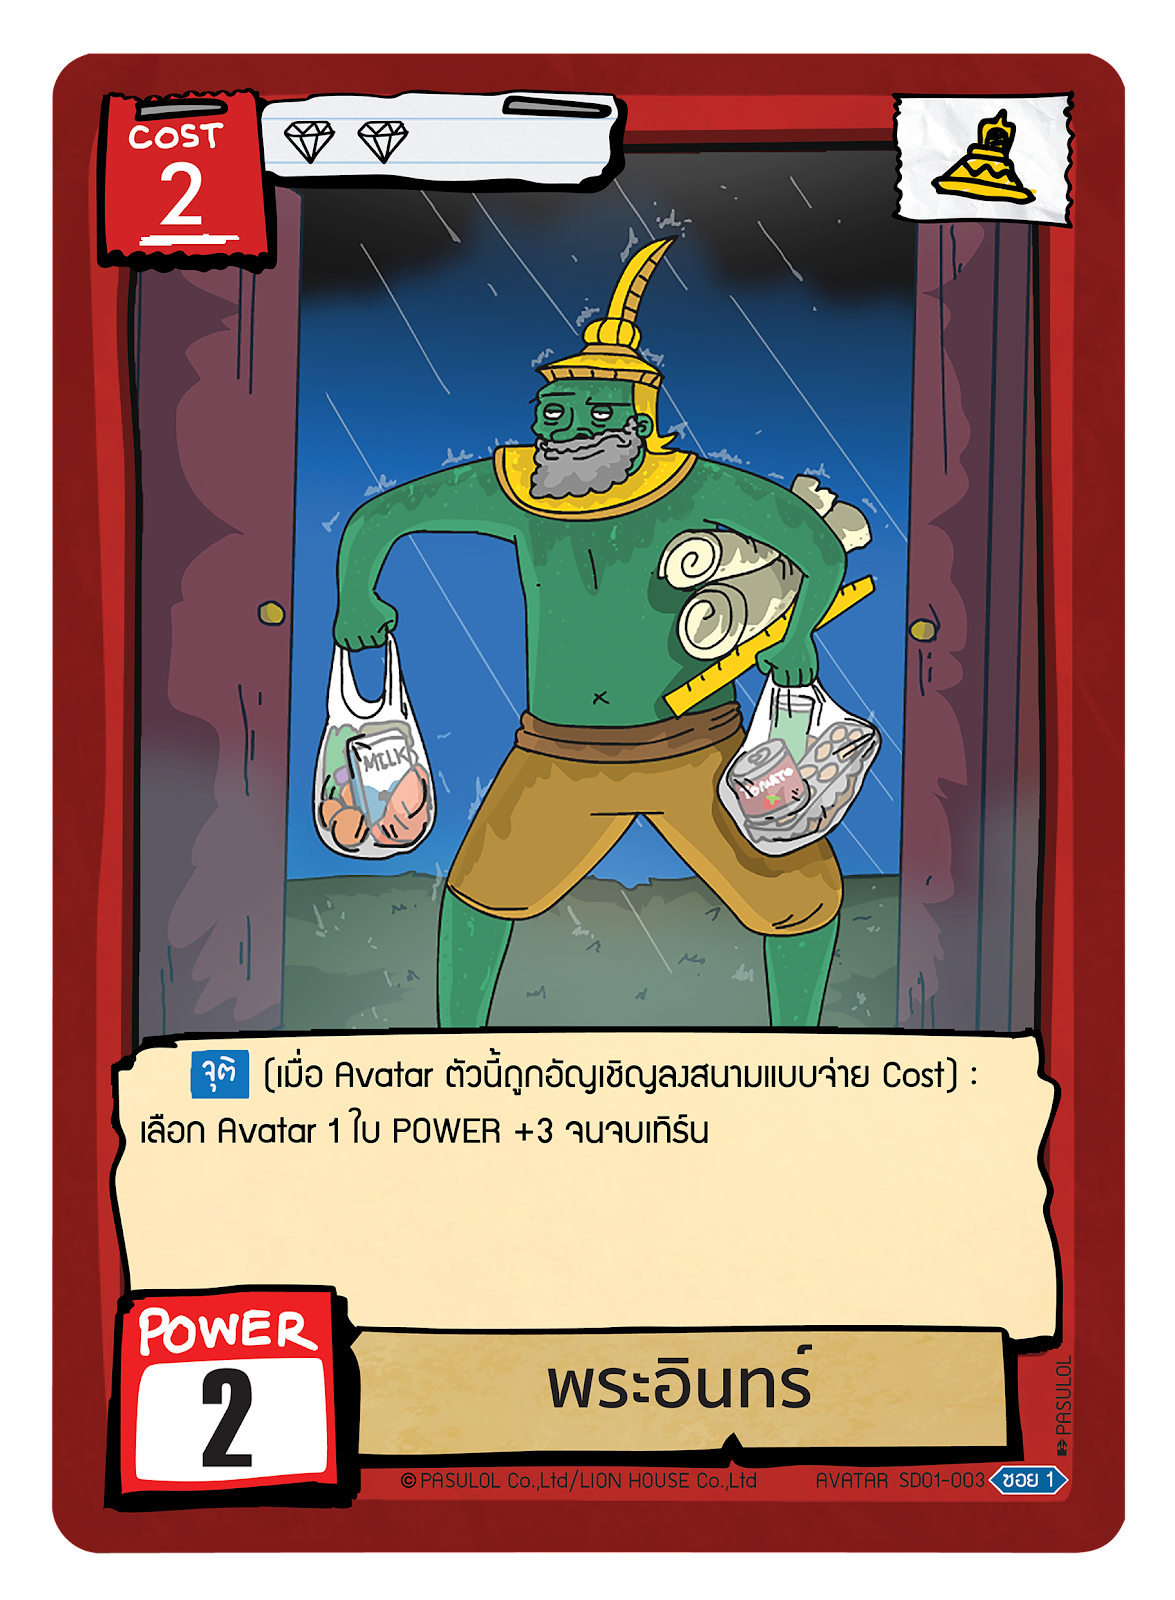 COST
2
MILK
TOMATO
จุติ (เมื่อ Avatar ตัวนี้ถูกอัญเชิญลงสนามแบบจ่าย Cost) :
เลือก Avatar 1 ใบ POWER +3 จนจบเทิร์น
POWER
2
พระอินทร์
PASULOL
© PASULOL Co.,Ltd/LION HOUSE Co.,Ltd
AVATAR SD01-003 ซอย 1